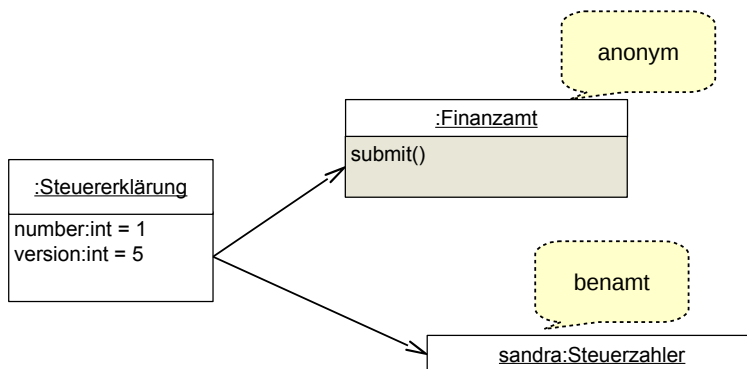 anonym
:Finanzamt
submit()
:Steuererklärung
number:int = 1
version:int = 5
benamt
sandra:Steuerzahler